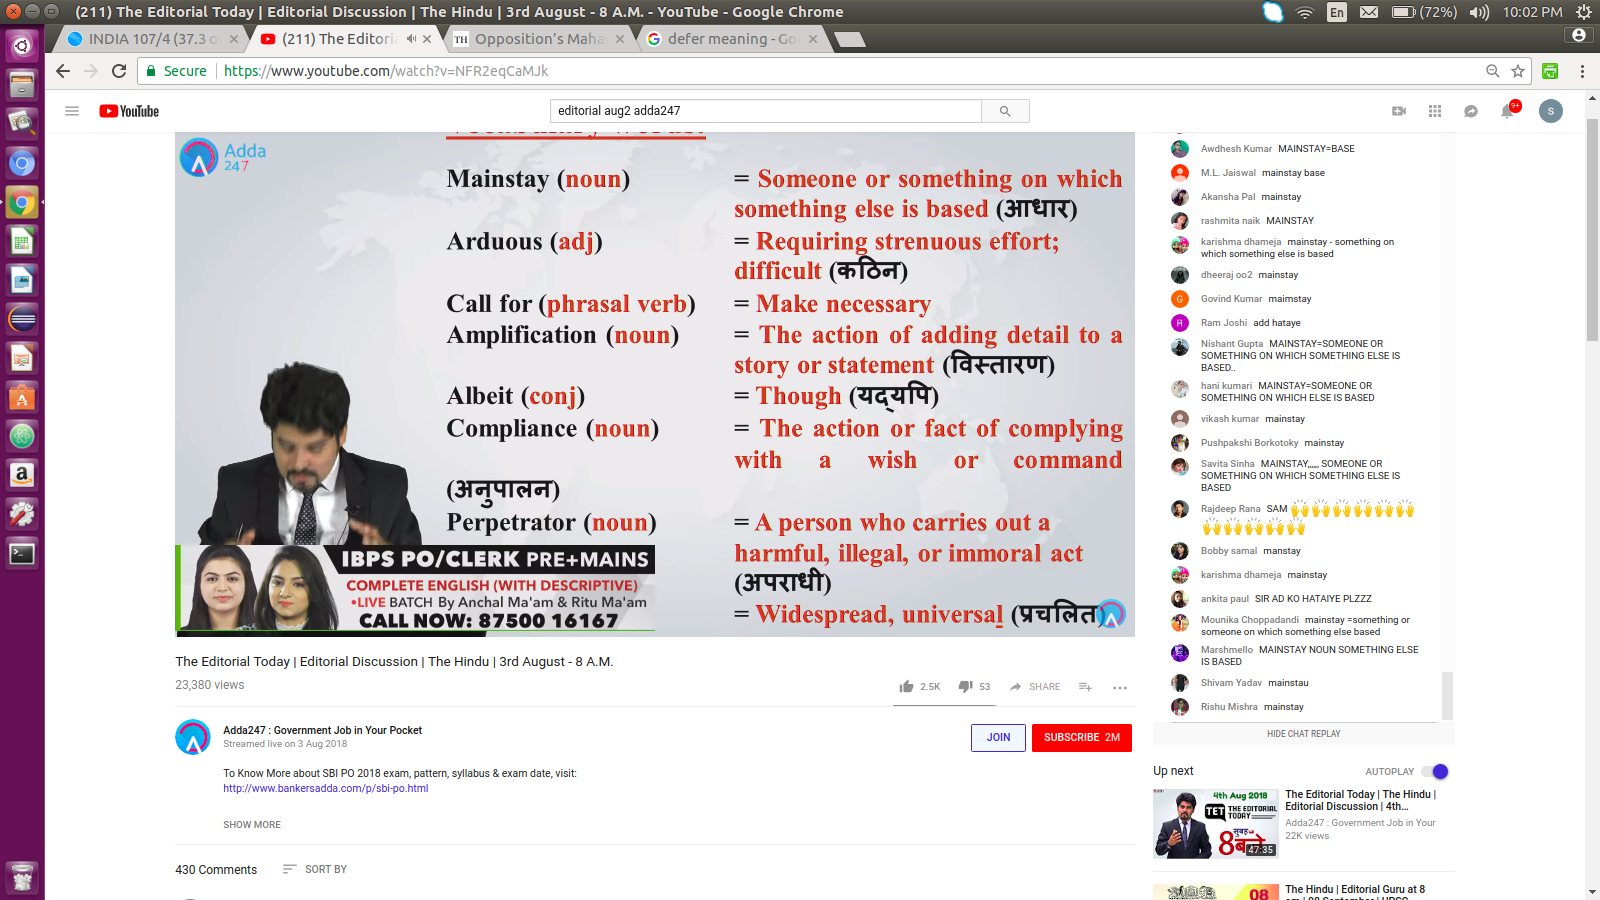 (211) The Editorial Today | Editorial Discussion | The Hindu | 3rd August - 8 A.M. - YouTube - Google Chrome
En (72%) 10:02 PM
INDIA 107/4 (37.3 o
(211) The Editoria
TH Opposition’s Maha
defer meaning - Go
Secure https://www.youtube.com/watch?v=NFR2eqCaMJk
YouTube
editorial aug2 adda247
9+
S
Adda
247
Mainstay (noun) = Someone or something on which
something else is based (आधार)
Arduous (adj) = Requiring strenuous effort;
difficult (कठिन)
Call for (phrasal verb) = Make necessary
Amplification (noun) = The action of adding detail to a
story or statement (विस्तारण)
Albeit (conj) = Though (यद्यपि)
Compliance (noun) = The action or fact of complying
with a wish or command
(अनुपालन)
Perpetrator (noun) = A person who carries out a
harmful, illegal, or immoral act
(अपराधी)
= Widespread, universal (प्रचलित)
IBPS PO/CLERK PRE+MAINS
COMPLETE ENGLISH (WITH DESCRIPTIVE)
•LIVE BATCH By Anchal Ma'am & Ritu Ma'am
CALL NOW: 87500 16167
The Editorial Today | Editorial Discussion | The Hindu | 3rd August - 8 A.M.
23,380 views
2.5K 53 SHARE
Adda247 : Government Job in Your Pocket
Streamed live on 3 Aug 2018
JOIN SUBSCRIBE 2M
To Know More about SBI PO 2018 exam, pattern, syllabus & exam date, visit:
http://www.bankersadda.com/p/sbi-po.html
SHOW MORE
430 Comments SORT BY
Awdhesh Kumar MAINSTAY=BASE
M.L. Jaiswal mainstay base
Akansha Pal mainstay
rashmita naik MAINSTAY
karishma dhameja mainstay - something on
which something else is based
dheeraj oo2 mainstay
G Govind Kumar maimstay
R Ram Joshi add hataye
Nishant Gupta MAINSTAY=SOMEONE OR
SOMETHING ON WHICH SOMETHING ELSE IS
BASED..
hani kumari MAINSTAY=SOMEONE OR
SOMETHING ON WHICH ELSE IS BASED
vikash kumar mainstay
Pushpakshi Borkotoky mainstay
Savita Sinha MAINSTAY,,,,,, SOMEONE OR
SOMETHING ON WHICH SOMETHING ELSE IS
BASED
Rajdeep Rana SAM 🙌🙌🙌🙌🙌🙌
🙌🙌🙌🙌🙌
Bobby samal manstay
karishma dhameja mainstay
ankita paul SIR AD KO HATAIYE PLZZZ
Mounika Choppadandi mainstay =something or
someone on which something else based
Marshmello MAINSTAY NOUN SOMETHING ELSE
IS BASED
Shivam Yadav mainstau
Rishu Mishra mainstay
HIDE CHAT REPLAY
Up next AUTOPLAY
4th Aug 2018
TET THE EDITORIAL
TODAY
सुबह
8बजे
47:35
The Editorial Today | The Hindu |
Editorial Discussion | 4th...
Adda247 : Government Job in Your
22K views
08
The Hindu | Editorial Guru at 8